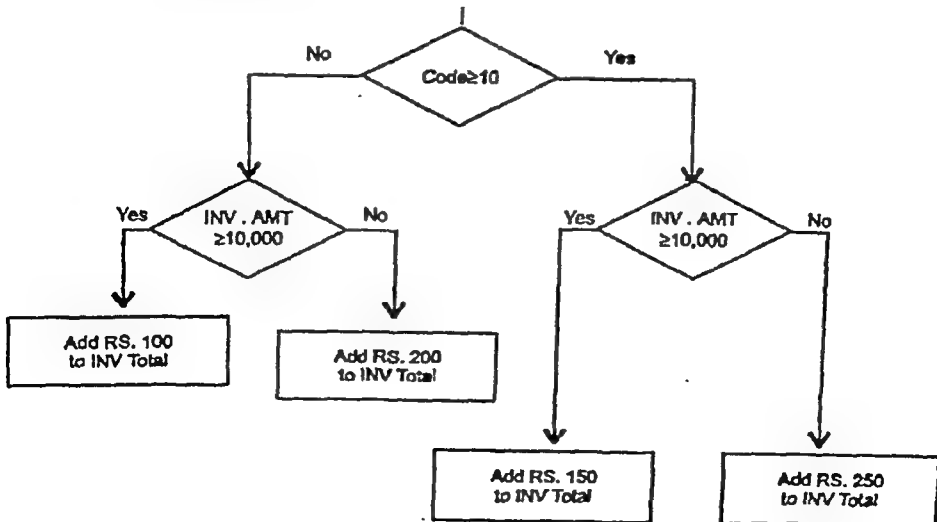 No
Yes
Code≥10
Yes
INV . AMT
≥10,000
No
Yes
INV . AMT
≥10,000
No
Add RS. 100
to INV Total
Add RS. 200
to INV Total
Add RS. 150
to INV Total
Add RS. 250
to INV Total